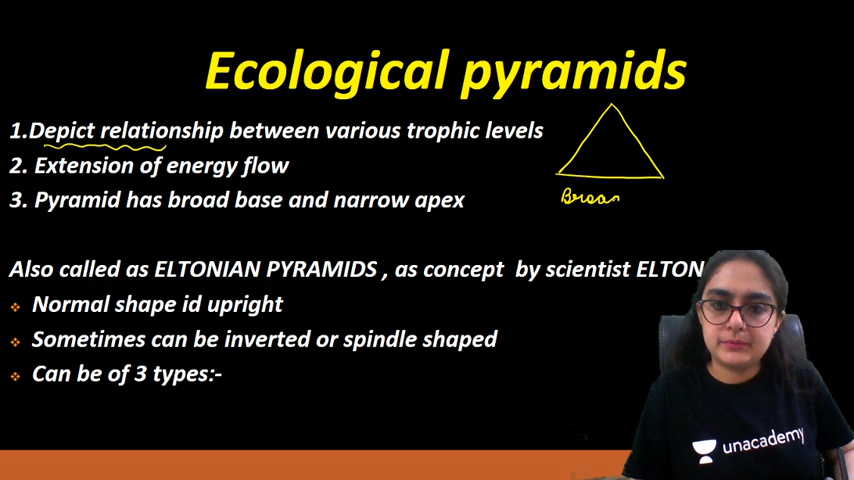 Ecological pyramids
1.Depict relationship between various trophic levels
2. Extension of energy flow
3. Pyramid has broad base and narrow apex
Also called as ELTONIAN PYRAMIDS , as concept by scientist ELTON
Normal shape id upright
Sometimes can be inverted or spindle shaped
Can be of 3 types:-
unacademy